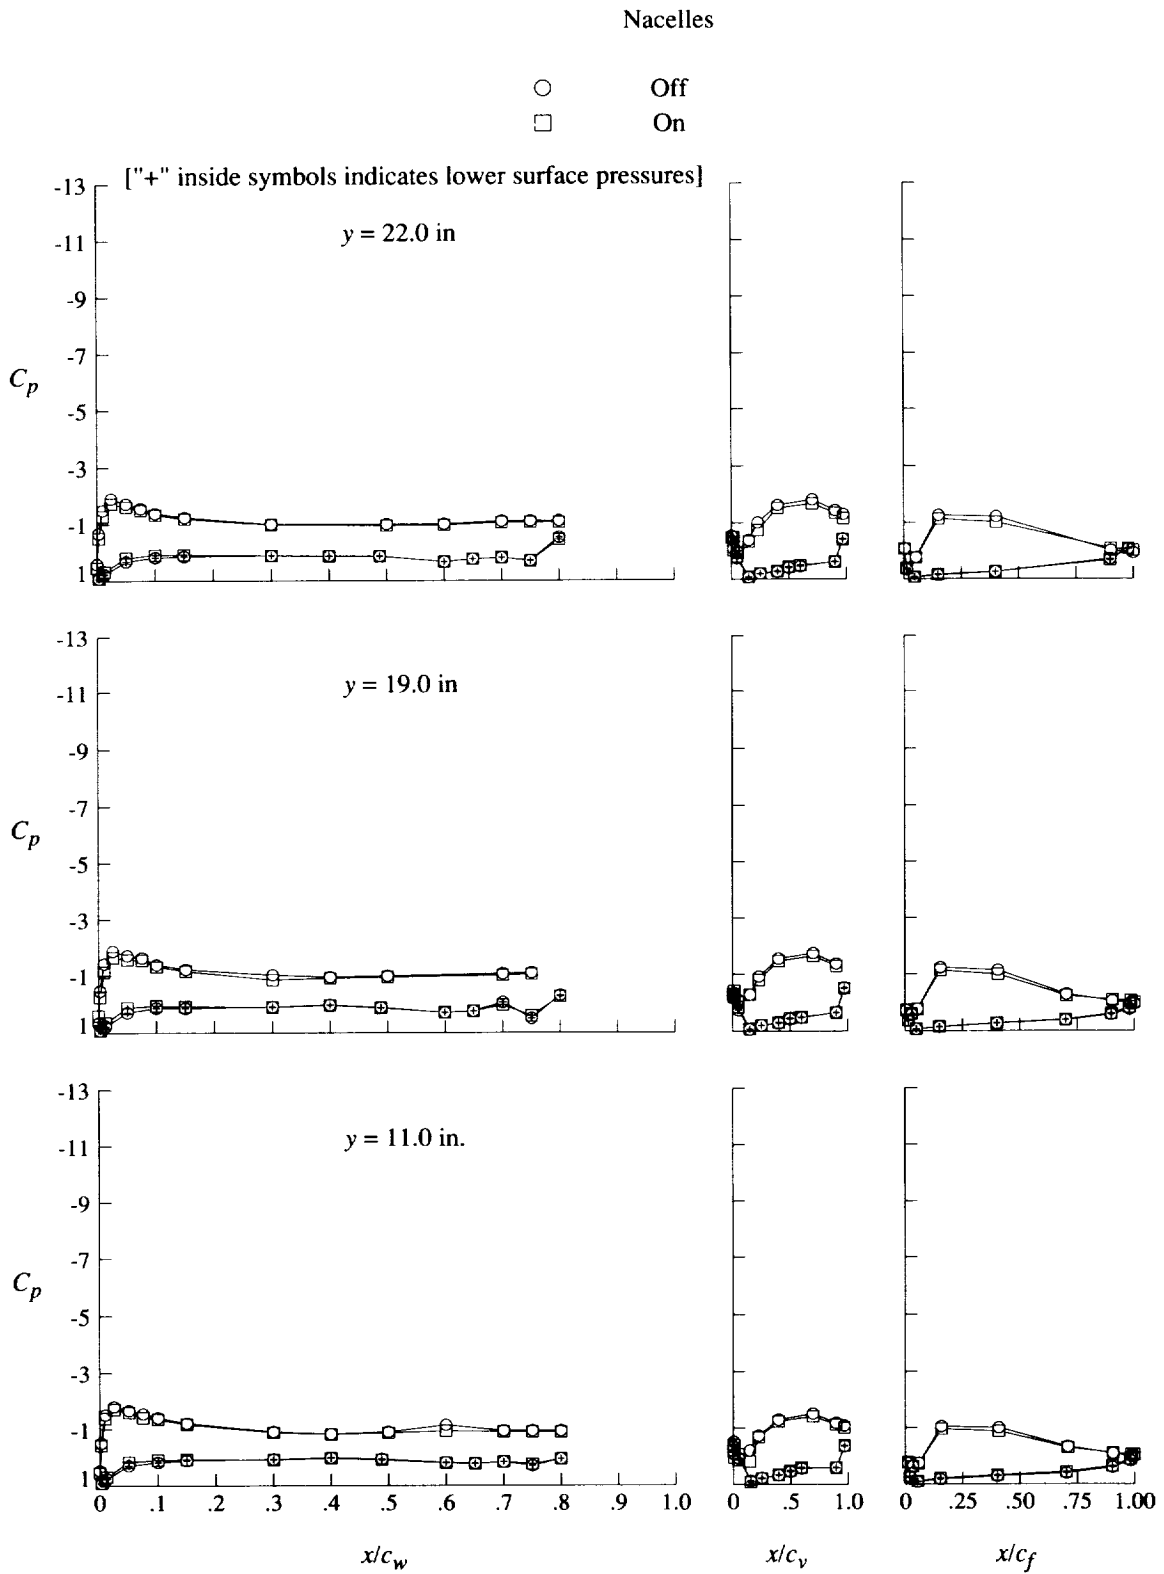 Nacelles
Off
On
["+" inside symbols indicates lower surface pressures]
-13
-11
-9
-7
-5
-3
-1
1
C_p
y = 22.0 in
-13
-11
-9
-7
-5
-3
-1
1
C_p
y = 19.0 in
-13
-11
-9
-7
-5
-3
-1
1
C_p
y = 11.0 in.
0 .1 .2 .3 .4 .5 .6 .7 .8 .9 1.0
0 .5 1.0
0 .25 .50 .75 1.00
x/c_w
x/c_v
x/c_f